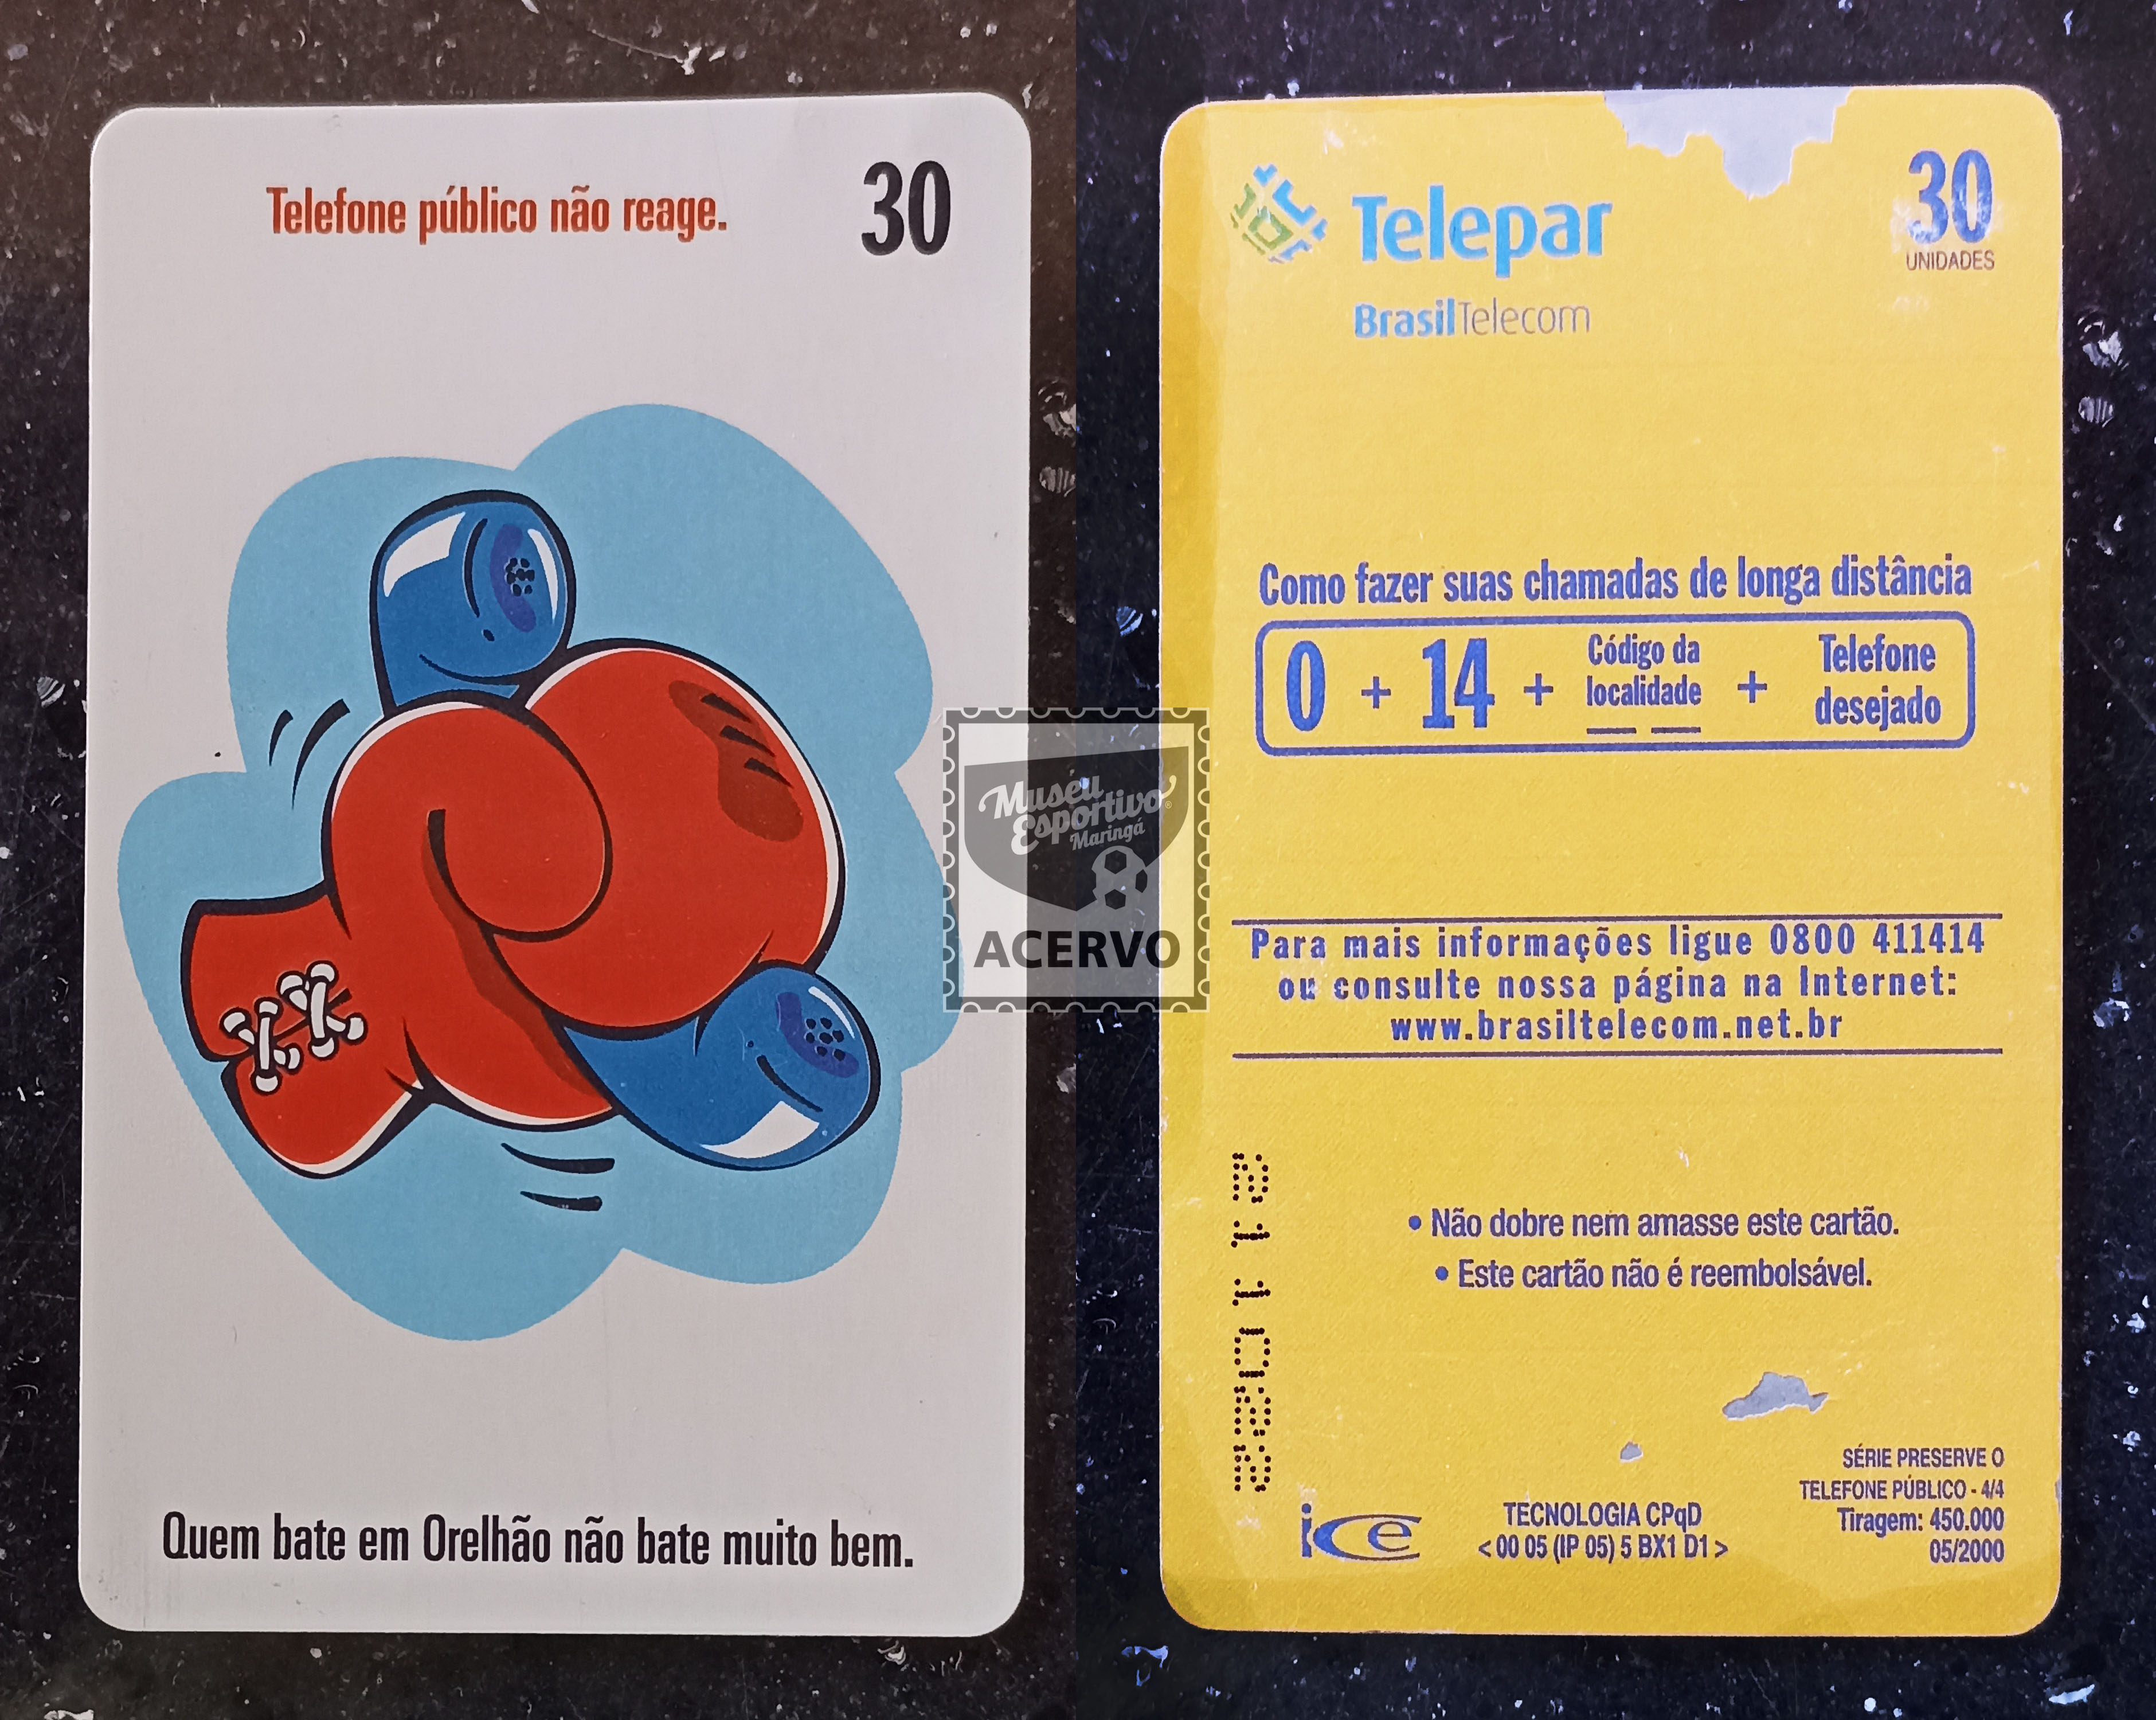 Telefone público não reage.
30
Quem bate em Orelhão não bate muito bem.
Muséu
Esportivo
Maringá
ACERVO
Telepar
BrasilTelecom
30
UNIDADES
Como fazer suas chamadas de longa distância
0 + 14 + Código da localidade __ __ + Telefone desejado
Para mais informações ligue 0800 411414
ou consulte nossa página na Internet:
www.brasiltelecom.net.br
• Não dobre nem amasse este cartão.
• Este cartão não é reembolsável.
ice
TECNOLOGIA CPqD
<00 05 (IP 05) 5 BX1 D1>
SÉRIE PRESERVE O
TELEFONE PÚBLICO - 4/4
Tiragem: 450.000
05/2000